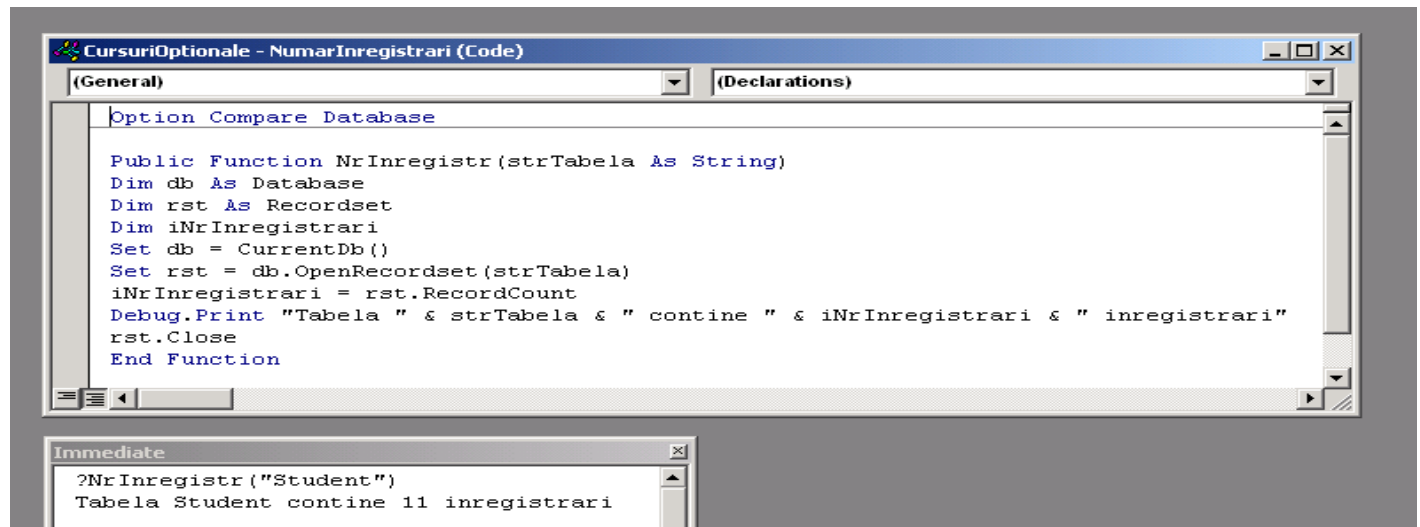 CursuriOptionale - NumarInregistrari (Code)
(General) (Declarations)
Option Compare Database
Public Function NrInregistr(strTabela As String)
Dim db As Database
Dim rst As Recordset
Dim iNrInregistrari
Set db = CurrentDb()
Set rst = db.OpenRecordset(strTabela)
iNrInregistrari = rst.RecordCount
Debug.Print "Tabela " & strTabela & " contine " & iNrInregistrari & " inregistrari"
rst.Close
End Function
Immediate
?NrInregistr("Student")
Tabela Student contine 11 inregistrari